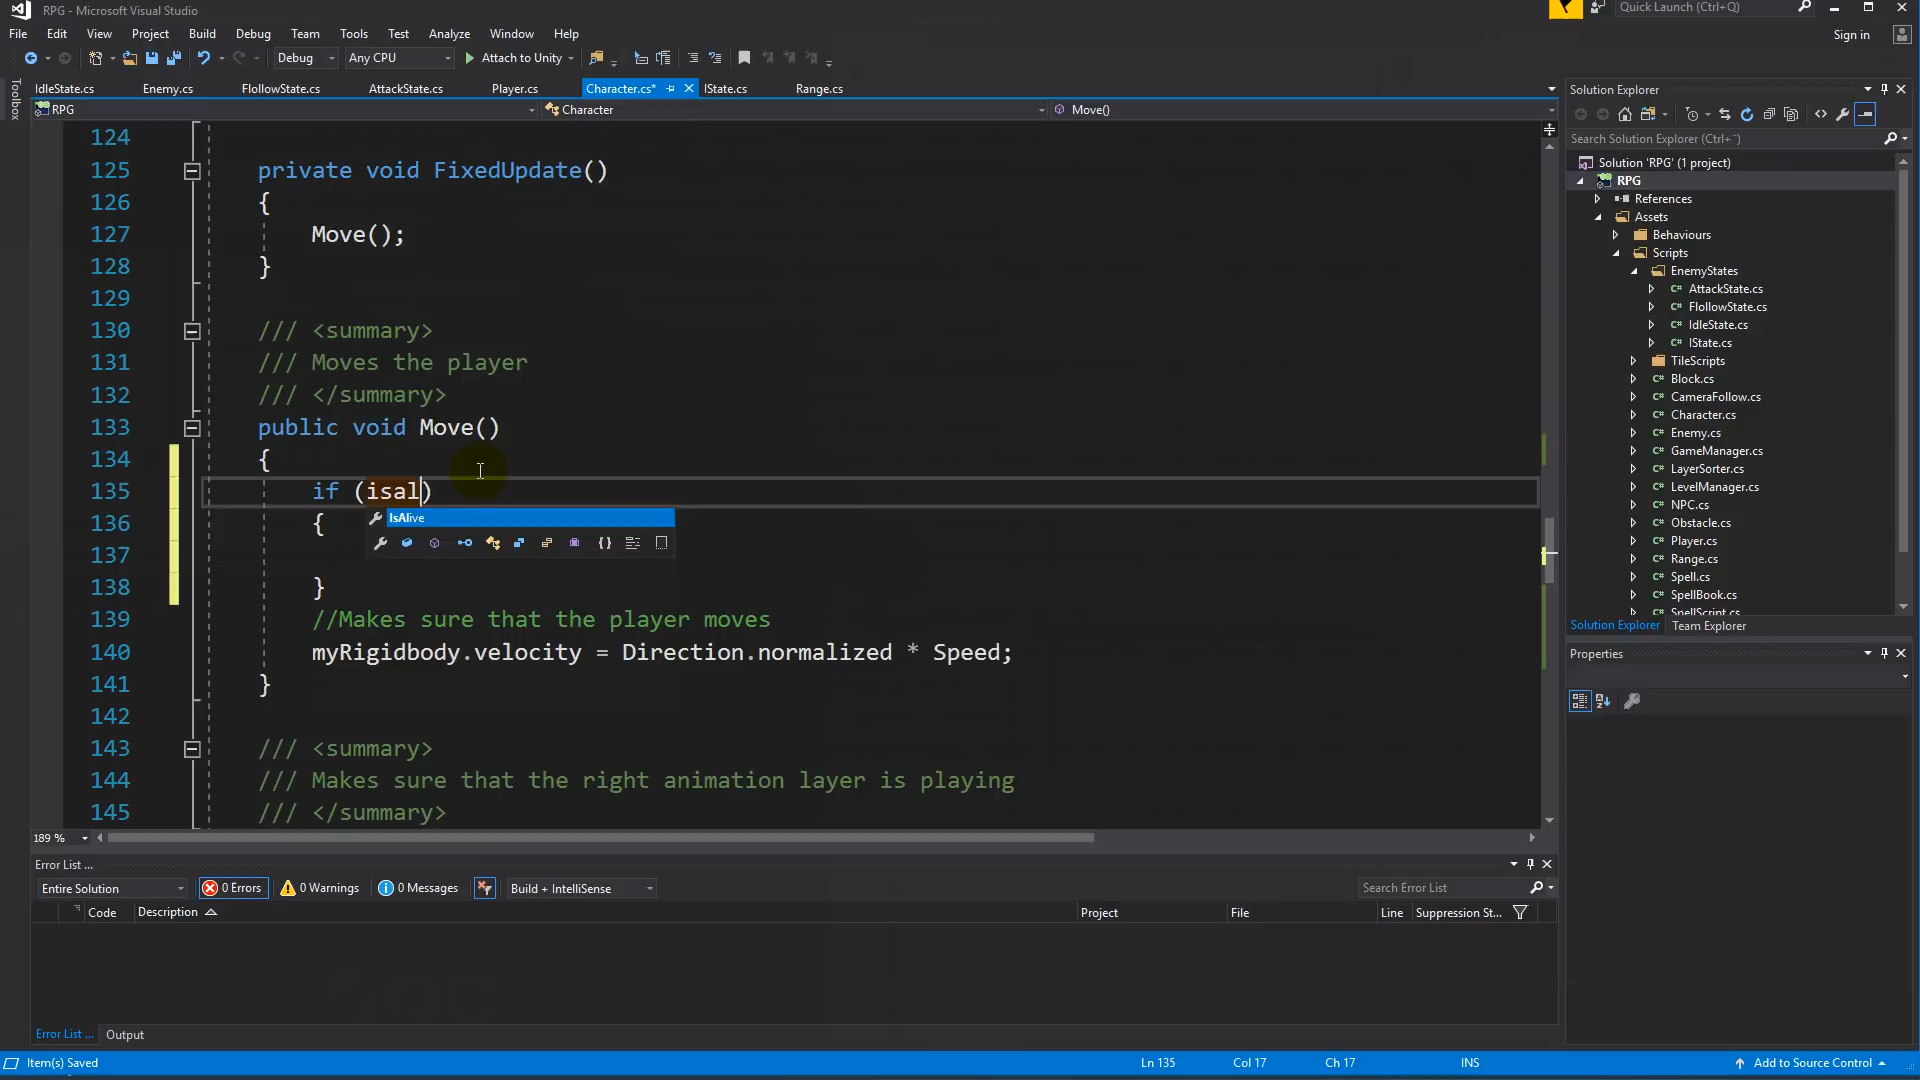 RPG - Microsoft Visual Studio
Quick Launch (Ctrl+Q)
File Edit View Project Build Debug Team Tools Test Analyze Window Help
Sign in
Debug Any CPU Attach to Unity
Toolbox
IdleState.cs Enemy.cs FlollowState.cs AttackState.cs Player.cs Character.cs* IState.cs Range.cs
RPG Character Move()
124
125 private void FixedUpdate()
126 {
127 Move();
128 }
129
130 /// <summary>
131 /// Moves the player
132 /// </summary>
133 public void Move()
134 {
135 if (isal)
IsAlive
136 {
137
138 }
139 //Makes sure that the player moves
140 myRigidbody.velocity = Direction.normalized * Speed;
141 }
142
143 /// <summary>
144 /// Makes sure that the right animation layer is playing
145 /// </summary>
189 %
Error List ...
Entire Solution 0 Errors 0 Warnings 0 Messages Build + IntelliSense Search Error List
Code Description Project File Line Suppression St...
Error List ... Output
Solution Explorer
Search Solution Explorer (Ctrl+¨)
Solution 'RPG' (1 project)
RPG
References
Assets
Behaviours
Scripts
EnemyStates
C# AttackState.cs
C# FlollowState.cs
C# IdleState.cs
C# IState.cs
TileScripts
C# Block.cs
C# CameraFollow.cs
C# Character.cs
C# Enemy.cs
C# GameManager.cs
C# LayerSorter.cs
C# LevelManager.cs
C# NPC.cs
C# Obstacle.cs
C# Player.cs
C# Range.cs
C# Spell.cs
C# SpellBook.cs
C# SpellScript.cs
Solution Explorer Team Explorer
Properties
Item(s) Saved Ln 135 Col 17 Ch 17 INS Add to Source Control